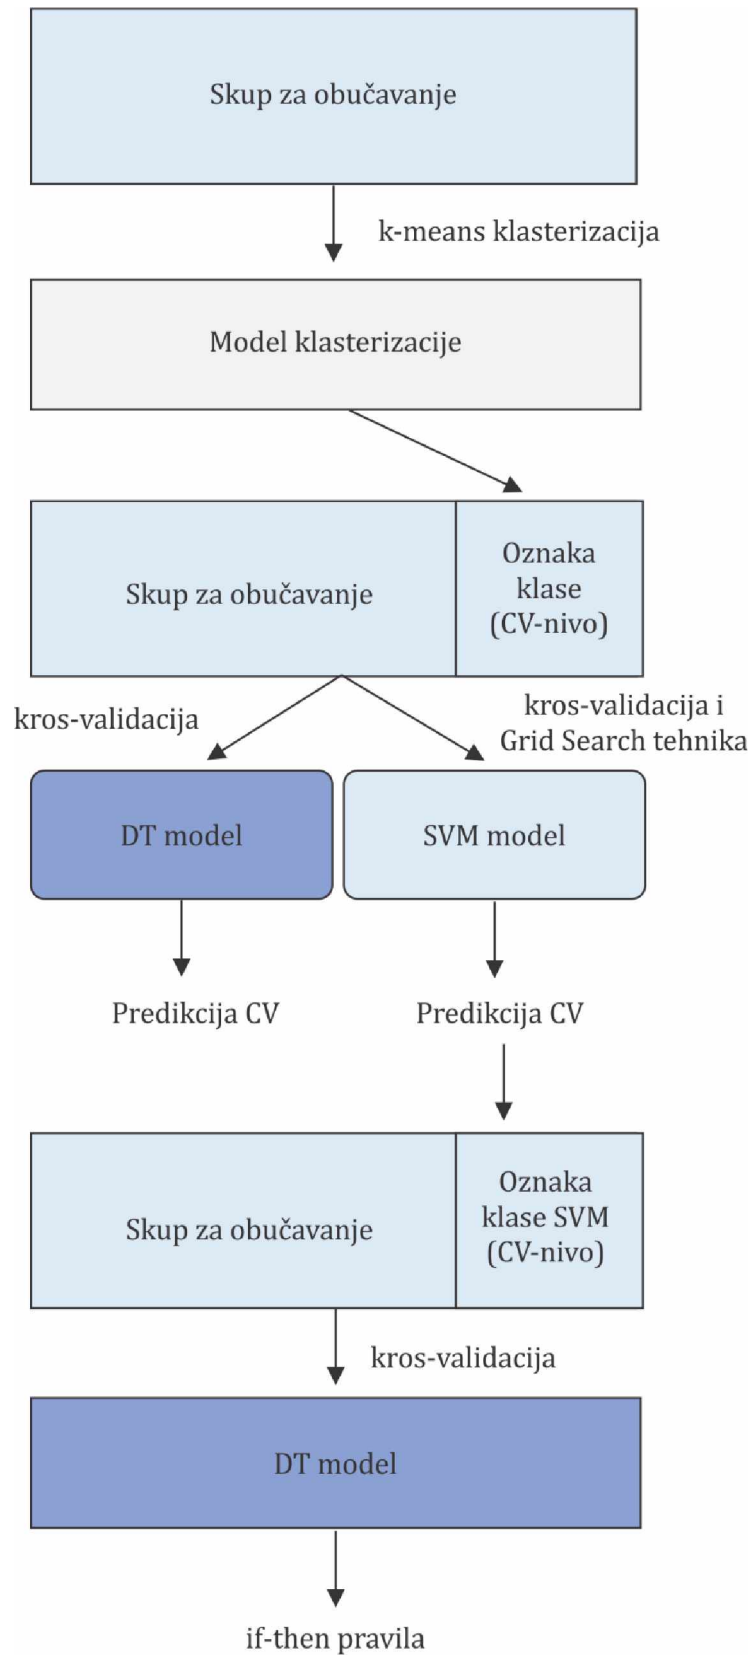 Skup za obučavanje
k-means klasterizacija
Model klasterizacije
Skup za obučavanje
Oznaka
klase
(CV-nivo)
kros-validacija
kros-validacija i
Grid Search tehnika
DT model
SVM model
Predikcija CV
Predikcija CV
Skup za obučavanje
Oznaka
klase SVM
(CV-nivo)
kros-validacija
DT model
if-then pravila